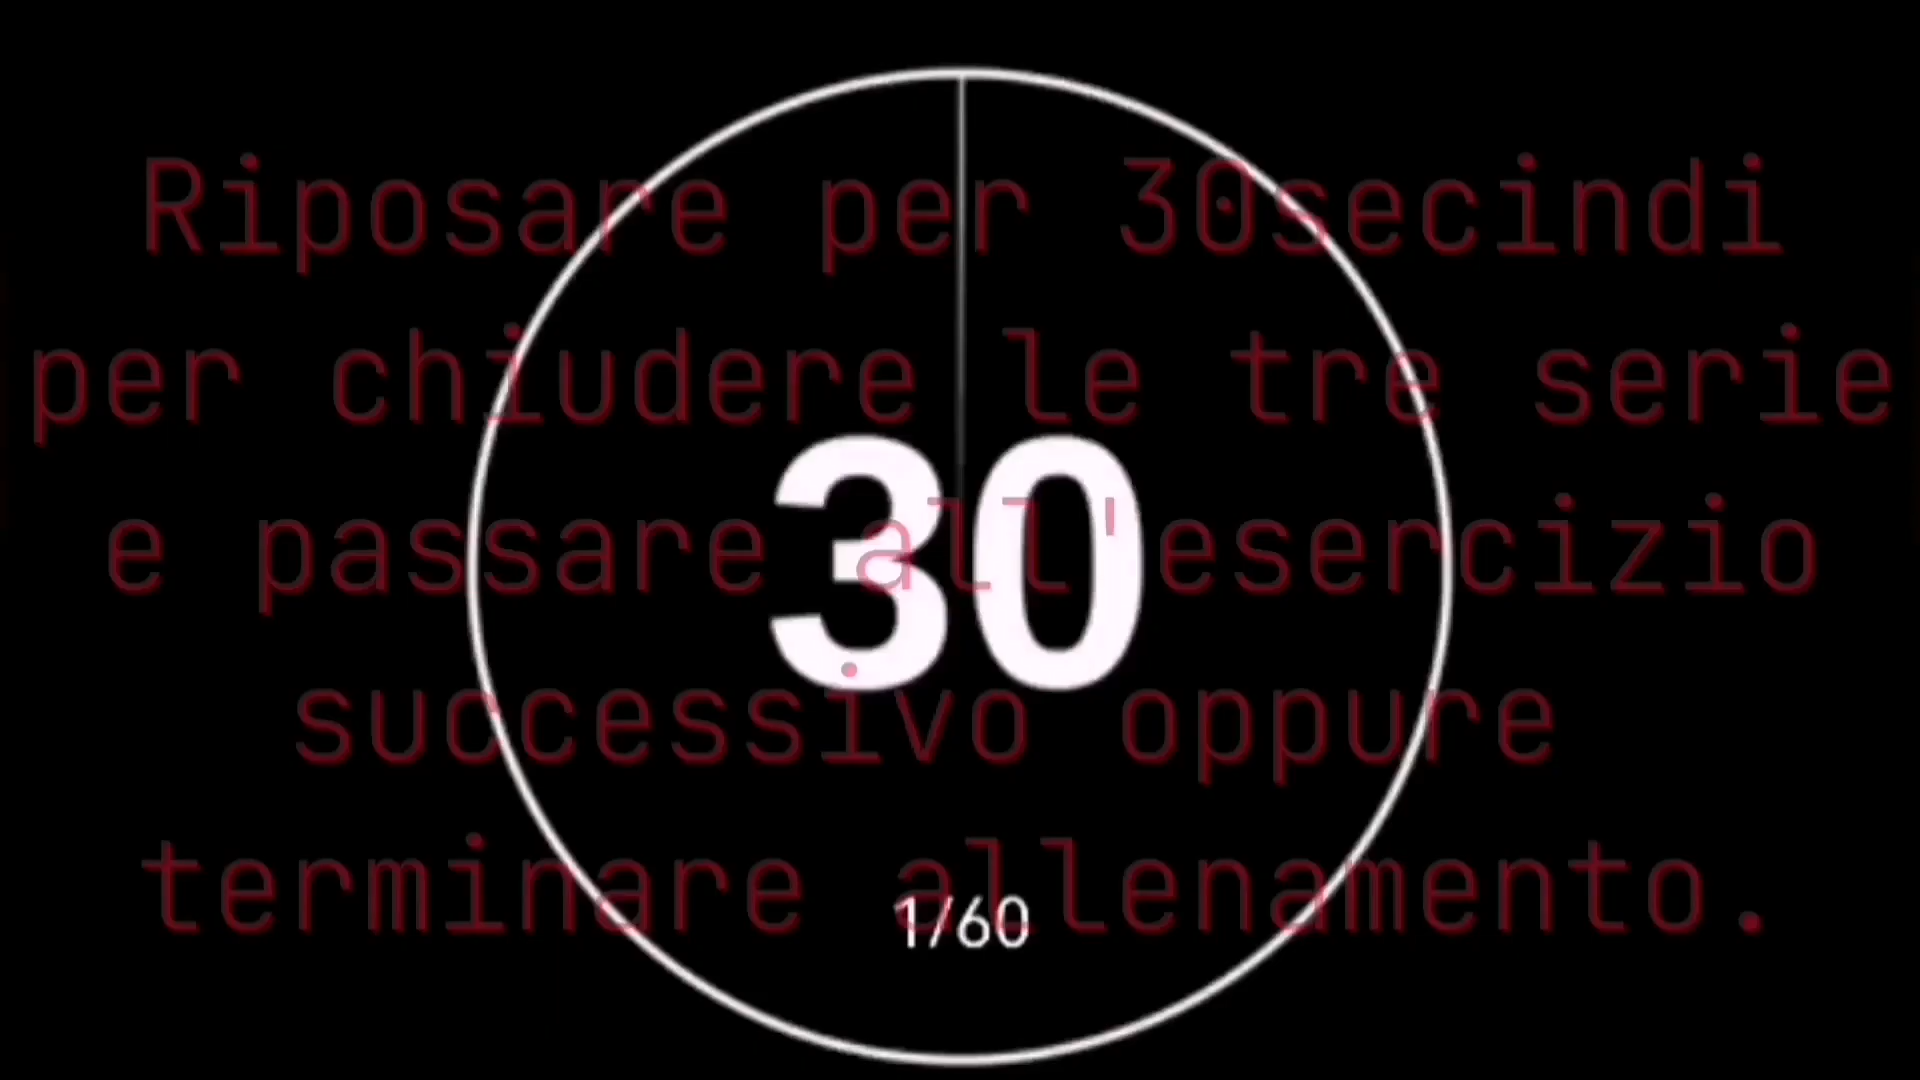 Riposare per 30secindi
per chiudere le tre serie
e passare all'esercizio
successivo oppure
terminare allenamento.
30
1/60